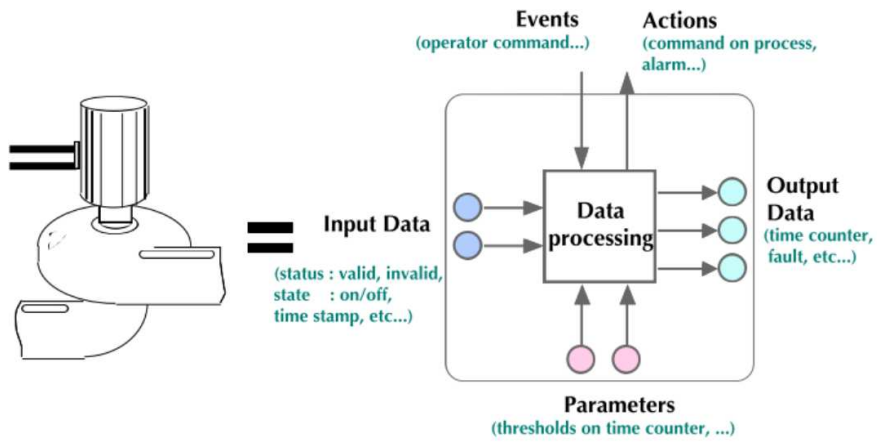 Events
(operator command...)
Actions
(command on process,
alarm...)
Input Data
(status : valid, invalid,
state : on/off,
time stamp, etc...)
Data
processing
Output
Data
(time counter,
fault, etc...)
Parameters
(thresholds on time counter, ...)